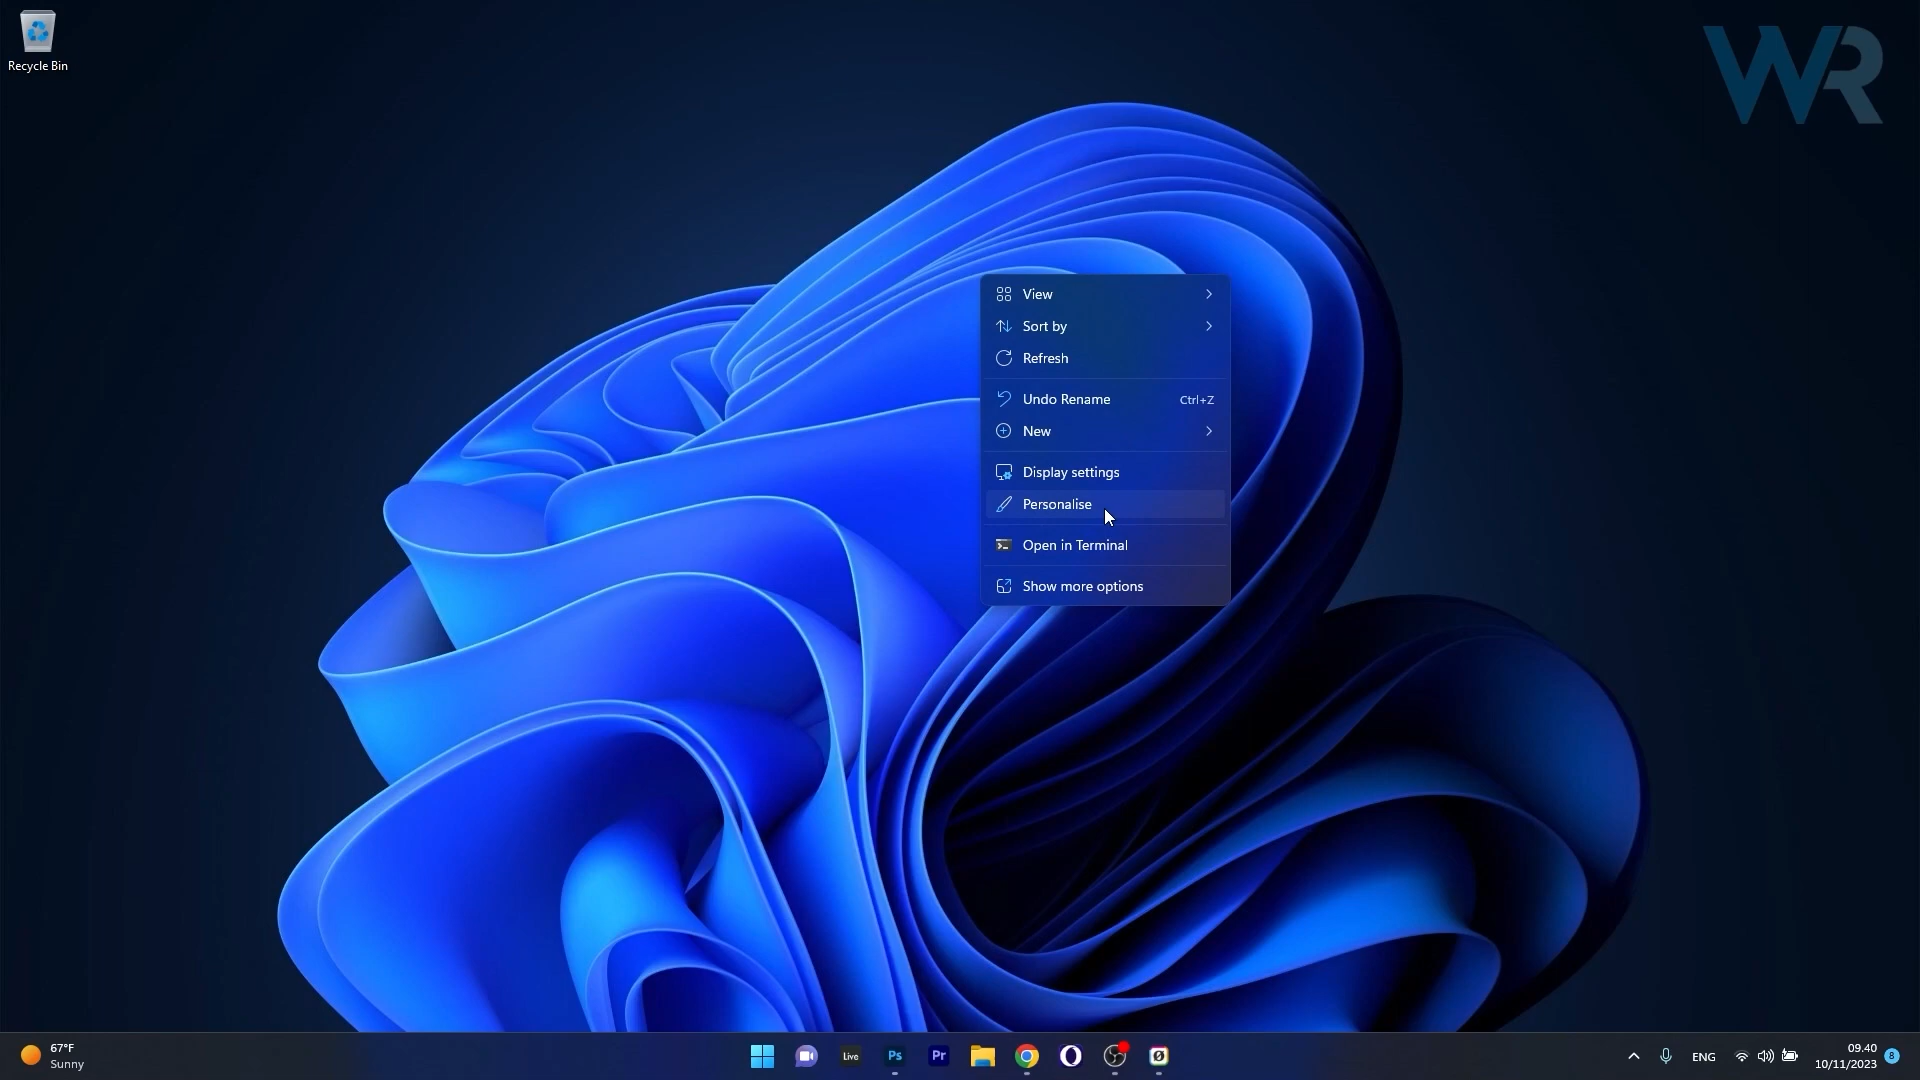 Recycle Bin
WR
View
Sort by
Refresh
Undo Rename Ctrl+Z
New
Display settings
Personalise
Open in Terminal
Show more options
67°F
Sunny
Live
Ps
Pr
ENG
09.40
10/11/2023
8